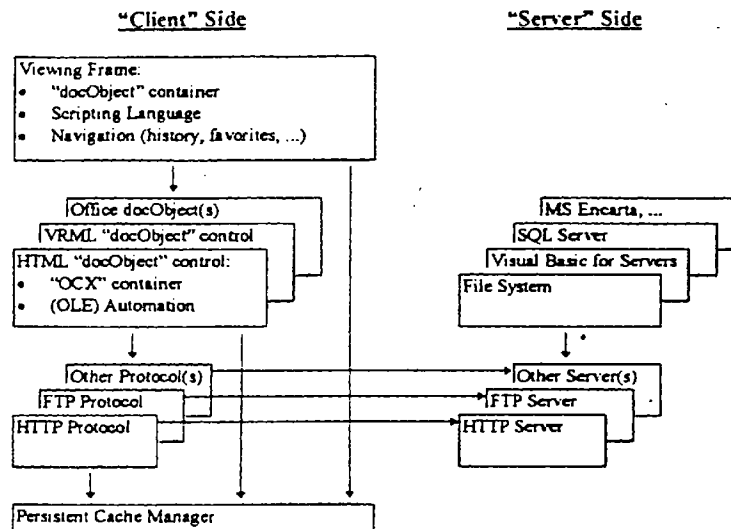 “Client” Side
“Server” Side
Viewing Frame:
• “docObject” container
• Scripting Language
• Navigation (history, favorites, ...)
Office docObject(s)
VRML “docObject” control
HTML “docObject” control:
• “OCX” container
• (OLE) Automation
MS Encarta, ...
SQL Server
Visual Basic for Servers
File System
Other Protocol(s)
FTP Protocol
HTTP Protocol
Other Server(s)
FTP Server
HTTP Server
Persistent Cache Manager